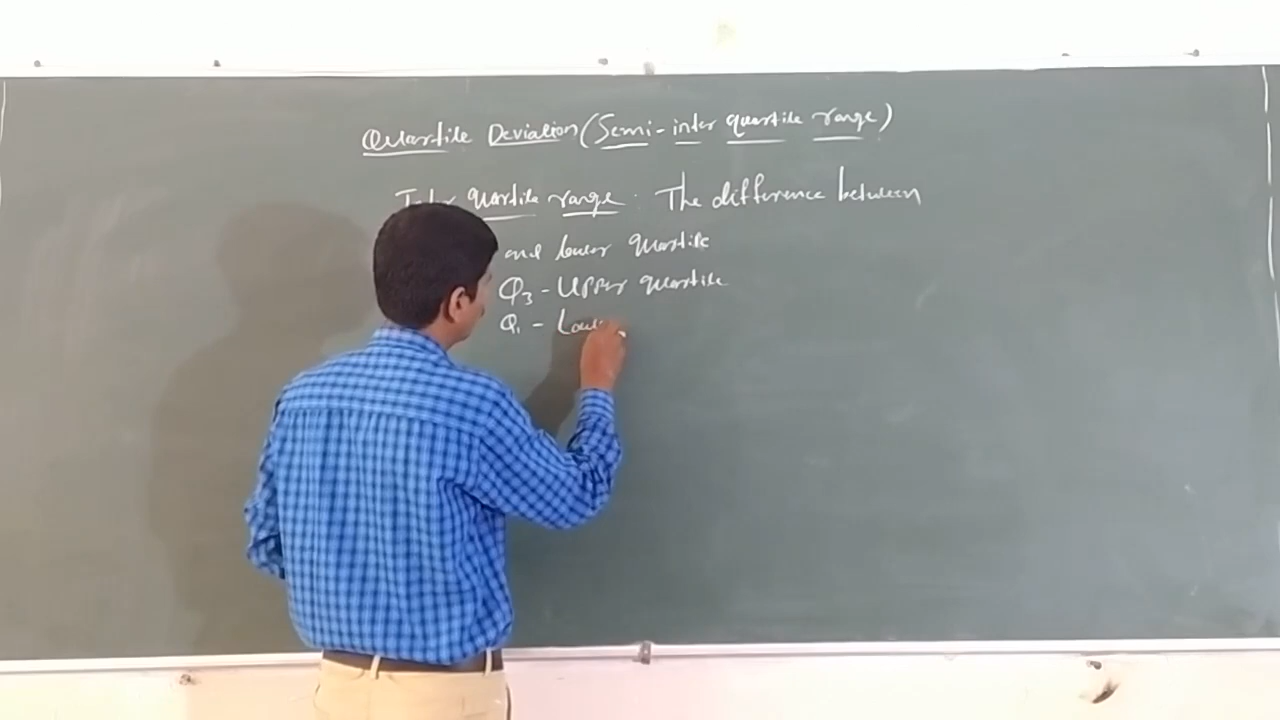 Quartile Deviation (Semi-inter quartile range)
quartile range : The difference between
and lower quartile
Q3 - Upper quartile
Q1 -